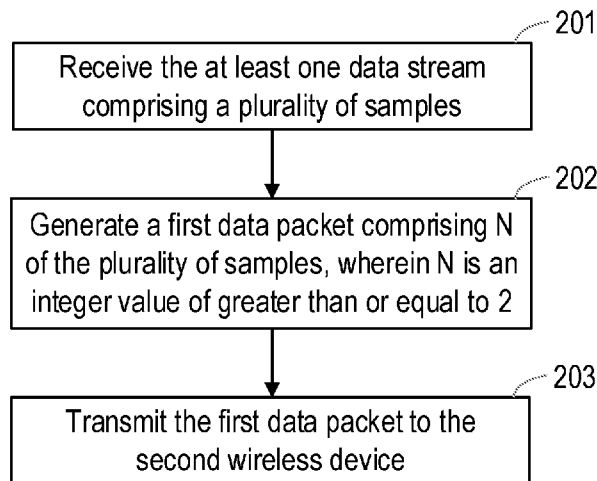 201
Receive the at least one data stream
comprising a plurality of samples
202
Generate a first data packet comprising N
of the plurality of samples, wherein N is an
integer value of greater than or equal to 2
203
Transmit the first data packet to the
second wireless device